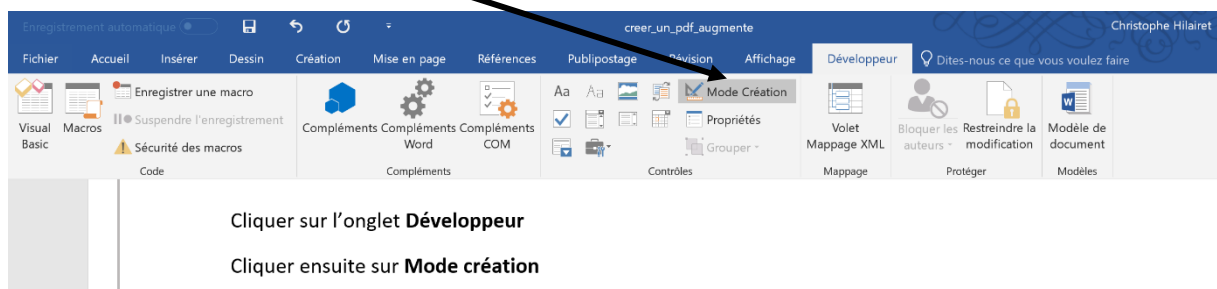 Enregistrement automatique creer_un_pdf_augmente Christophe Hilairet
Fichier Accueil Insérer Dessin Création Mise en page Références Publipostage Révision Affichage Développeur Dites-nous ce que vous voulez faire
Visual Basic
Macros
Enregistrer une macro
Suspendre l'enregistrement
Sécurité des macros
Code
Compléments
Compléments Word
Compléments COM
Compléments
Aa Aa
Mode Création
Propriétés
Grouper
Contrôles
Volet
Mappage XML
Mappage
Bloquer les
auteurs
Restreindre la
modification
Protéger
Modèle de
document
Modèles
Cliquer sur l’onglet Développeur
Cliquer ensuite sur Mode création